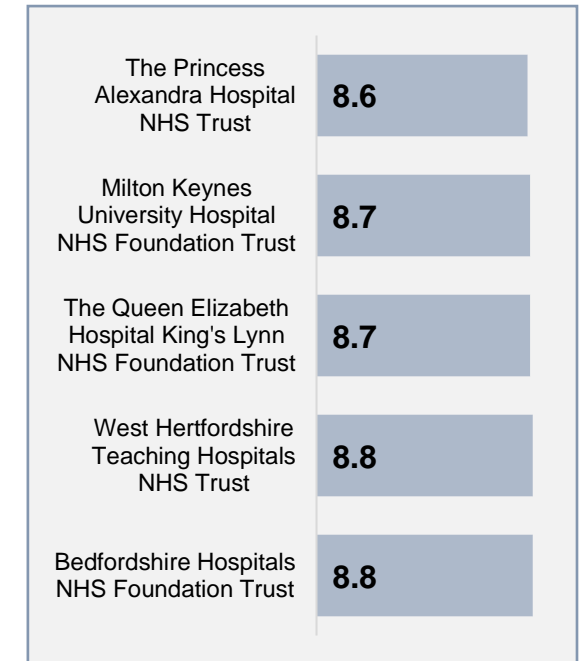 The Princess
Alexandra Hospital
NHS Trust
8.6
Milton Keynes
University Hospital
NHS Foundation Trust
8.7
The Queen Elizabeth
Hospital King's Lynn
NHS Foundation Trust
8.7
West Hertfordshire
Teaching Hospitals
NHS Trust
8.8
Bedfordshire Hospitals
NHS Foundation Trust
8.8